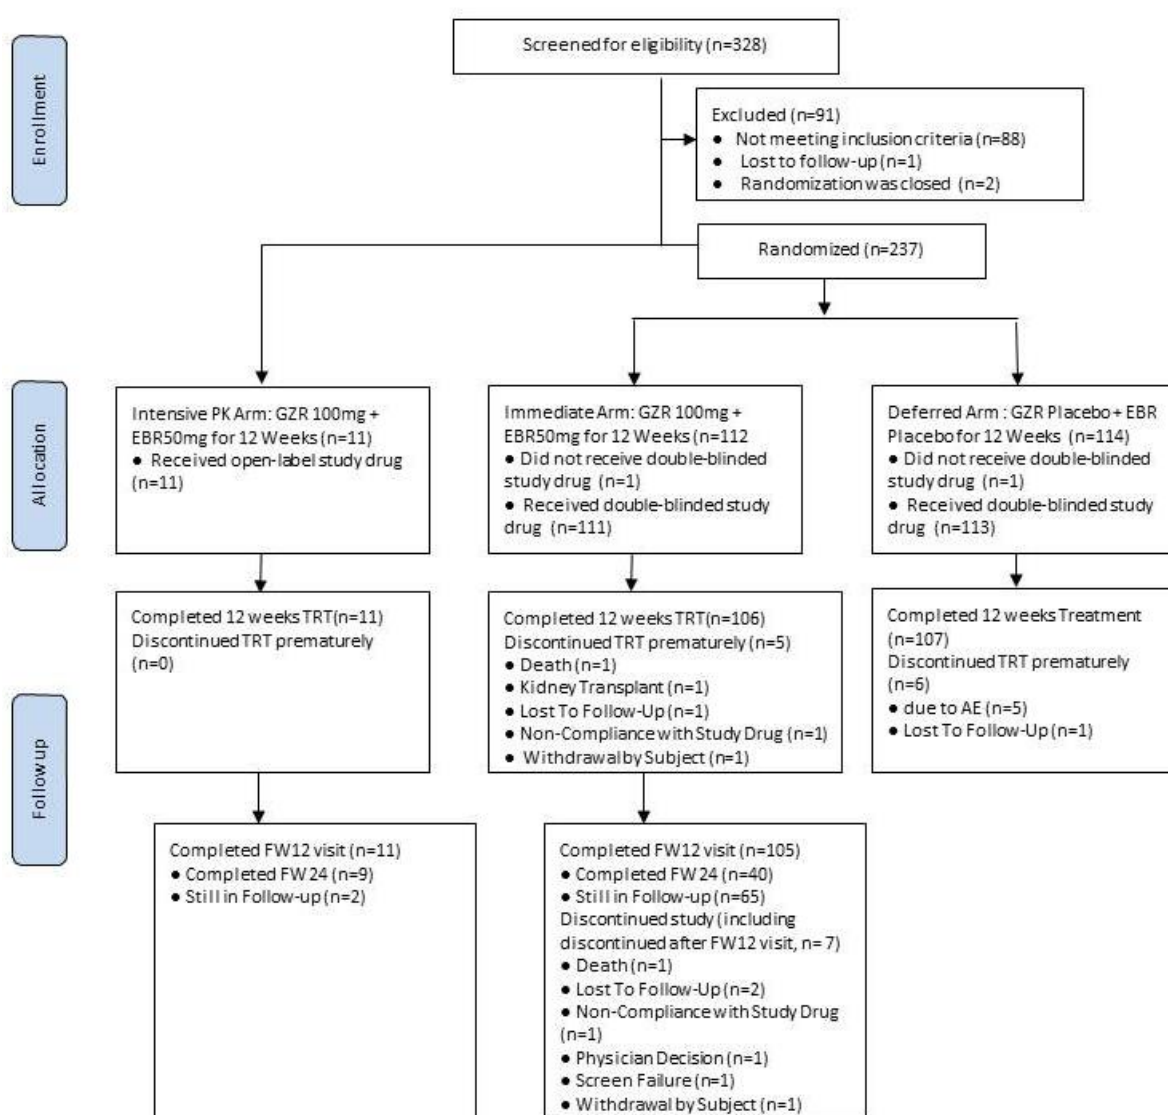 Enrollment
Screened for eligibility (n=328)
Excluded (n=91)
● Not meeting inclusion criteria (n=88)
● Lost to follow-up (n=1)
● Randomization was closed (n=2)
Randomized (n=237)
Allocation
Intensive PK Arm: GZR 100mg +
EBR50mg for 12 Weeks (n=11)
● Received open-label study drug
(n=11)
Immediate Arm: GZR 100mg +
EBR50mg for 12 Weeks (n=112
● Did not receive double-blinded
study drug (n=1)
● Received double-blinded study
drug (n=111)
Deferred Arm : GZR Placebo + EBR
Placebo for 12 Weeks (n=114)
● Did not receive double-blinded
study drug (n=1)
● Received double-blinded study
drug (n=113)
Follow up
Completed 12 weeks TRT(n=11)
Discontinued TRT prematurely
(n=0)
Completed 12 weeks TRT(n=106)
Discontinued TRT prematurely (n=5)
● Death (n=1)
● Kidney Transplant (n=1)
● Lost To Follow-Up (n=1)
● Non-Compliance with Study Drug (n=1)
● Withdrawal by Subject (n=1)
Completed 12 weeks Treatment
(n=107)
Discontinued TRT prematurely
(n=6)
● due to AE (n=5)
● Lost To Follow-Up (n=1)
Completed FW12 visit (n=11)
● Completed FW24 (n=9)
● Still in Follow-up (n=2)
Completed FW12 visit (n=105)
● Completed FW24 (n=40)
● Still in Follow-up (n=65)
Discontinued study (including
discontinued after FW12 visit, n= 7)
● Death (n=1)
● Lost To Follow-Up (n=2)
● Non-Compliance with Study Drug
(n=1)
● Physician Decision (n=1)
● Screen Failure (n=1)
● Withdrawal by Subject (n=1)